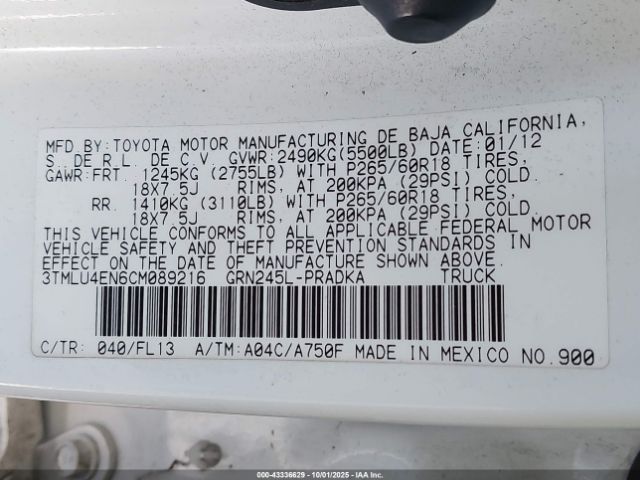 MFD BY: TOYOTA MOTOR MANUFACTURING DE BAJA CALIFORNIA,
S. DE R.L. DE C.V. GVWR: 2490KG(5500LB) DATE: 01/12
GAWR: FRT. 1245KG (2755LB) WITH P265/60R18 TIRES,
18X7.5J RIMS, AT 200KPA (29PSI) COLD.
RR. 1410KG (3110LB) WITH P265/60R18 TIRES,
18X7.5J RIMS, AT 200KPA (29PSI) COLD.
THIS VEHICLE CONFORMS TO ALL APPLICABLE FEDERAL MOTOR
VEHICLE SAFETY AND THEFT PREVENTION STANDARDS IN
EFFECT ON THE DATE OF MANUFACTURE SHOWN ABOVE.
3TMLU4EN6CM089216 GRN245L-PRADKA TRUCK
C/TR: 040/FL13 A/TM: A04C/A750F MADE IN MEXICO NO.900
000-43336629 - 10/01/2025 - IAAI.COM